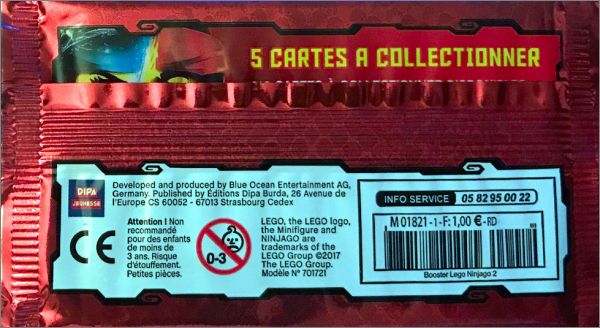 5 CARTES A COLLECTIONNER
DIPA
JEUNESSE
Developed and produced by Blue Ocean Entertainment AG,
Germany. Published by Éditions Dipa Burda, 26 Avenue de
l'Europe CS 60052 - 67013 Strasbourg Cedex
CE
Attention ! Non
recommandé
pour des enfants
de moins de
3 ans. Risque
d'étouffement.
Petites pièces.
0-3
LEGO, the LEGO logo,
the Minifigure and
NINJAGO are
trademarks of the
LEGO Group ©2017
The LEGO Group.
Modèle N° 701721
INFO SERVICE 05 82 95 00 22
M 01821 - 1 - F: 1,00 € - RD
Booster Lego Ninjago 2